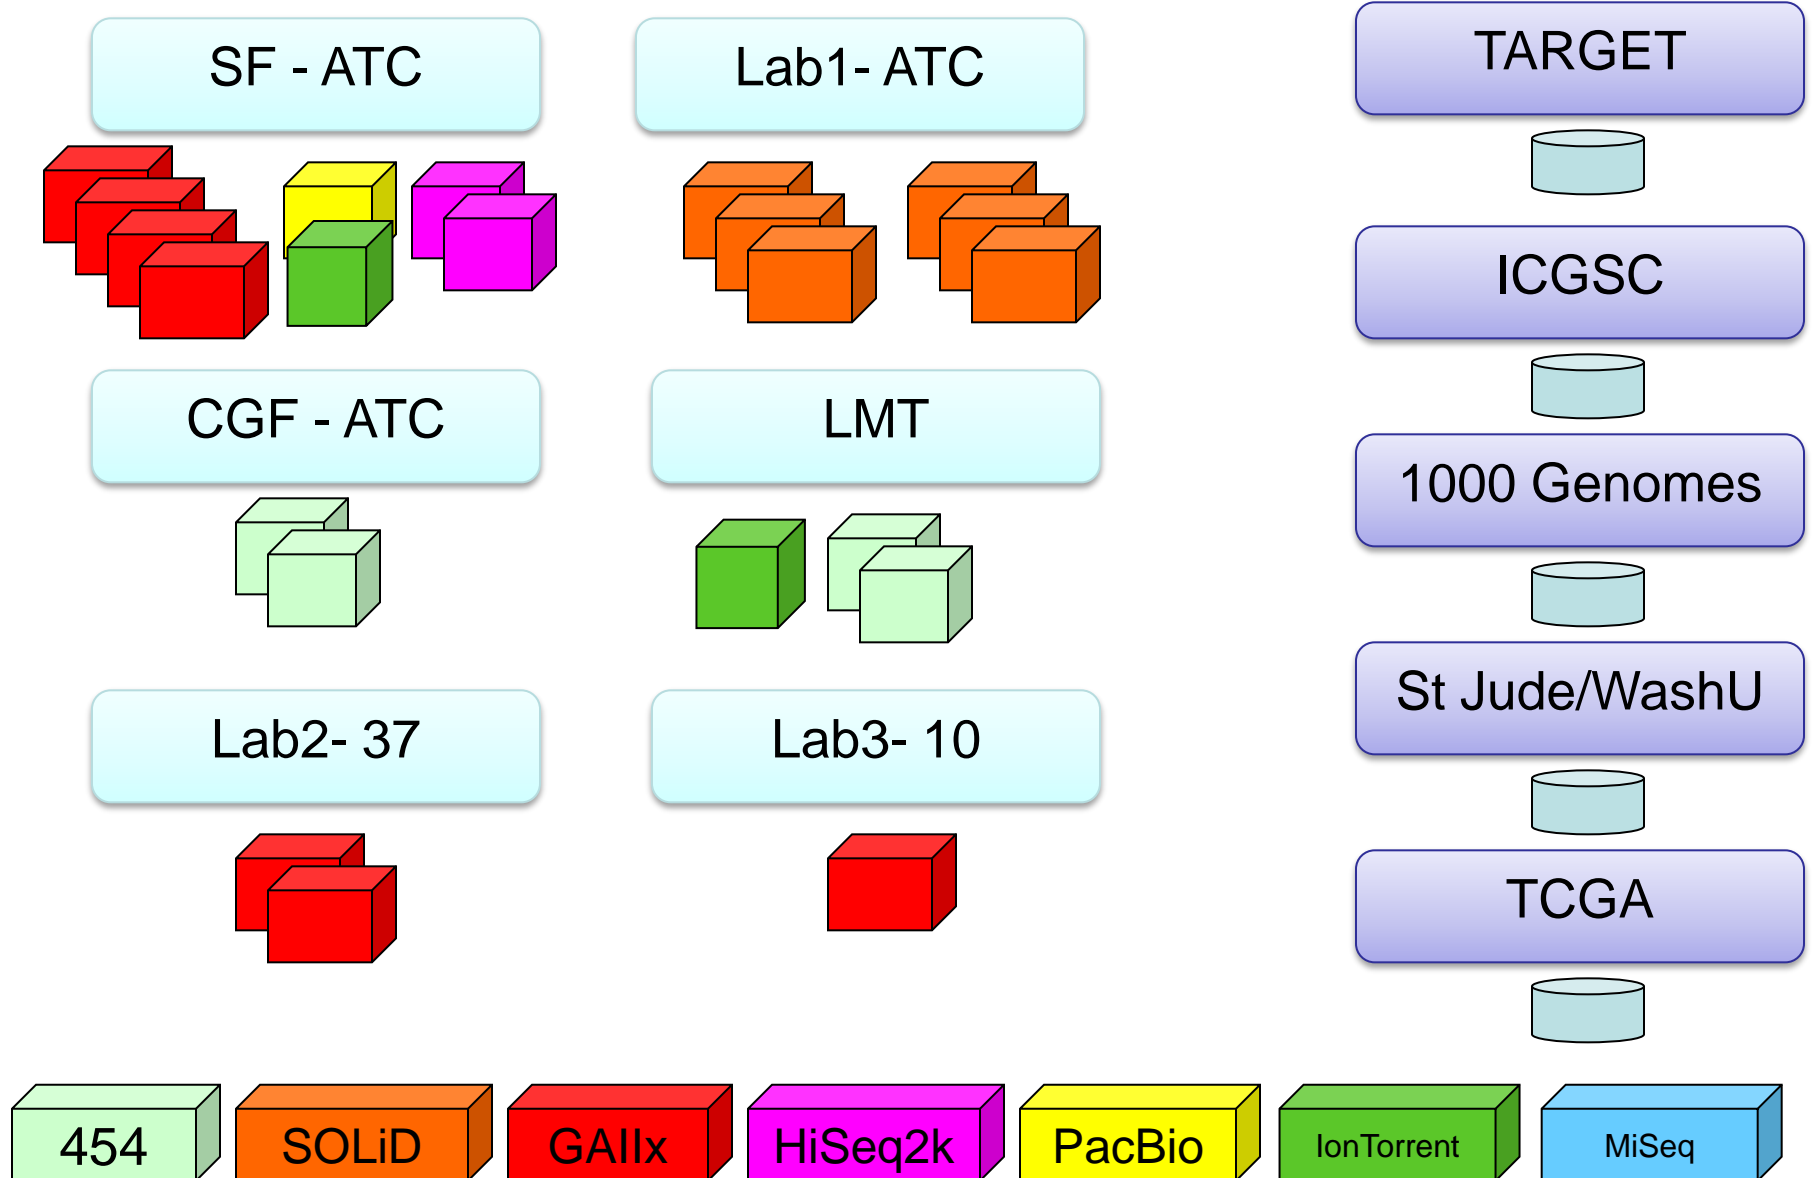 SF - ATC
Lab1- ATC
TARGET
ICGSC
CGF - ATC
LMT
1000 Genomes
St Jude/WashU
Lab2- 37
Lab3- 10
TCGA
454
SOLiD
GAIIx
HiSeq2k
PacBio
IonTorrent
MiSeq